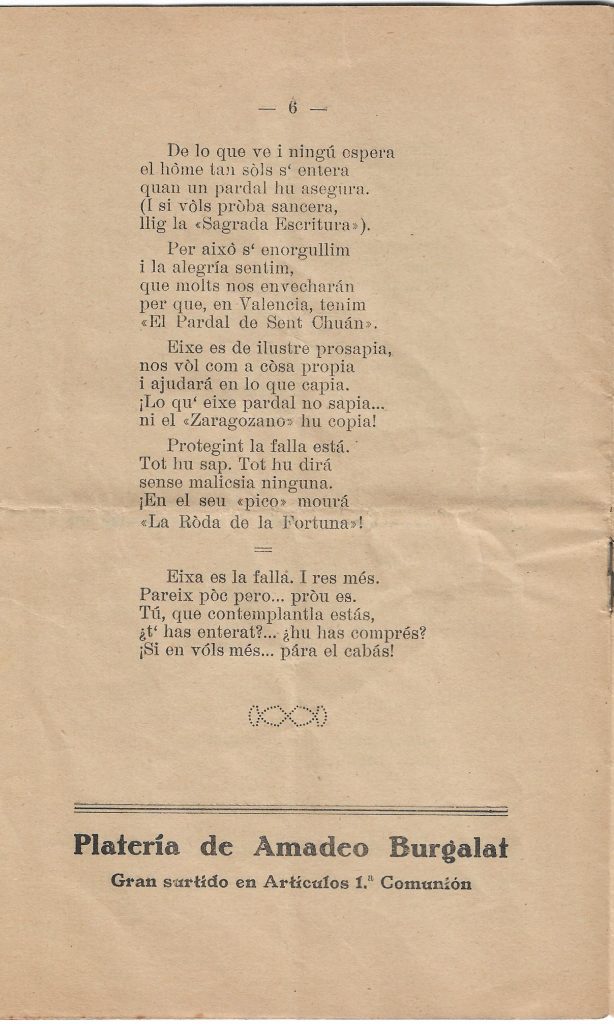 — 6 —
De lo que ve i ningú espera
el hòme tan sòls s‘ entera
quan un pardal hu asegura.
(I si vòls pròba sancera,
llig la «Sagrada Escritura»).
Per aixó s‘ enorgullim
i la alegría sentim,
que molts nos envecharán
per que, en Valencia, tenim
«El Pardal de Sent Chuán».
Eixe es de ilustre prosapia,
nos vòl com a còsa propia
i ajudará en lo que capia.
¡Lo qu‘ eixe pardal no sapia...
ni el «Zaragozano» hu copia!
Protegint la falla está.
Tot hu sap. Tot hu dirá
sense malicsia ninguna.
¡En el seu «pico» mourá
«La Ròda de la Fortuna»!
Eixa es la falla. I res més.
Pareix pòc pero... pròu es.
Tú, que contemplantla estás,
¿t‘ has enterat?... ¿hu has comprés?
¡Si en vóls més... pára el cabás!
Platería de Amadeo Burgalat
Gran surtido en Artículos 1.ª Comunión